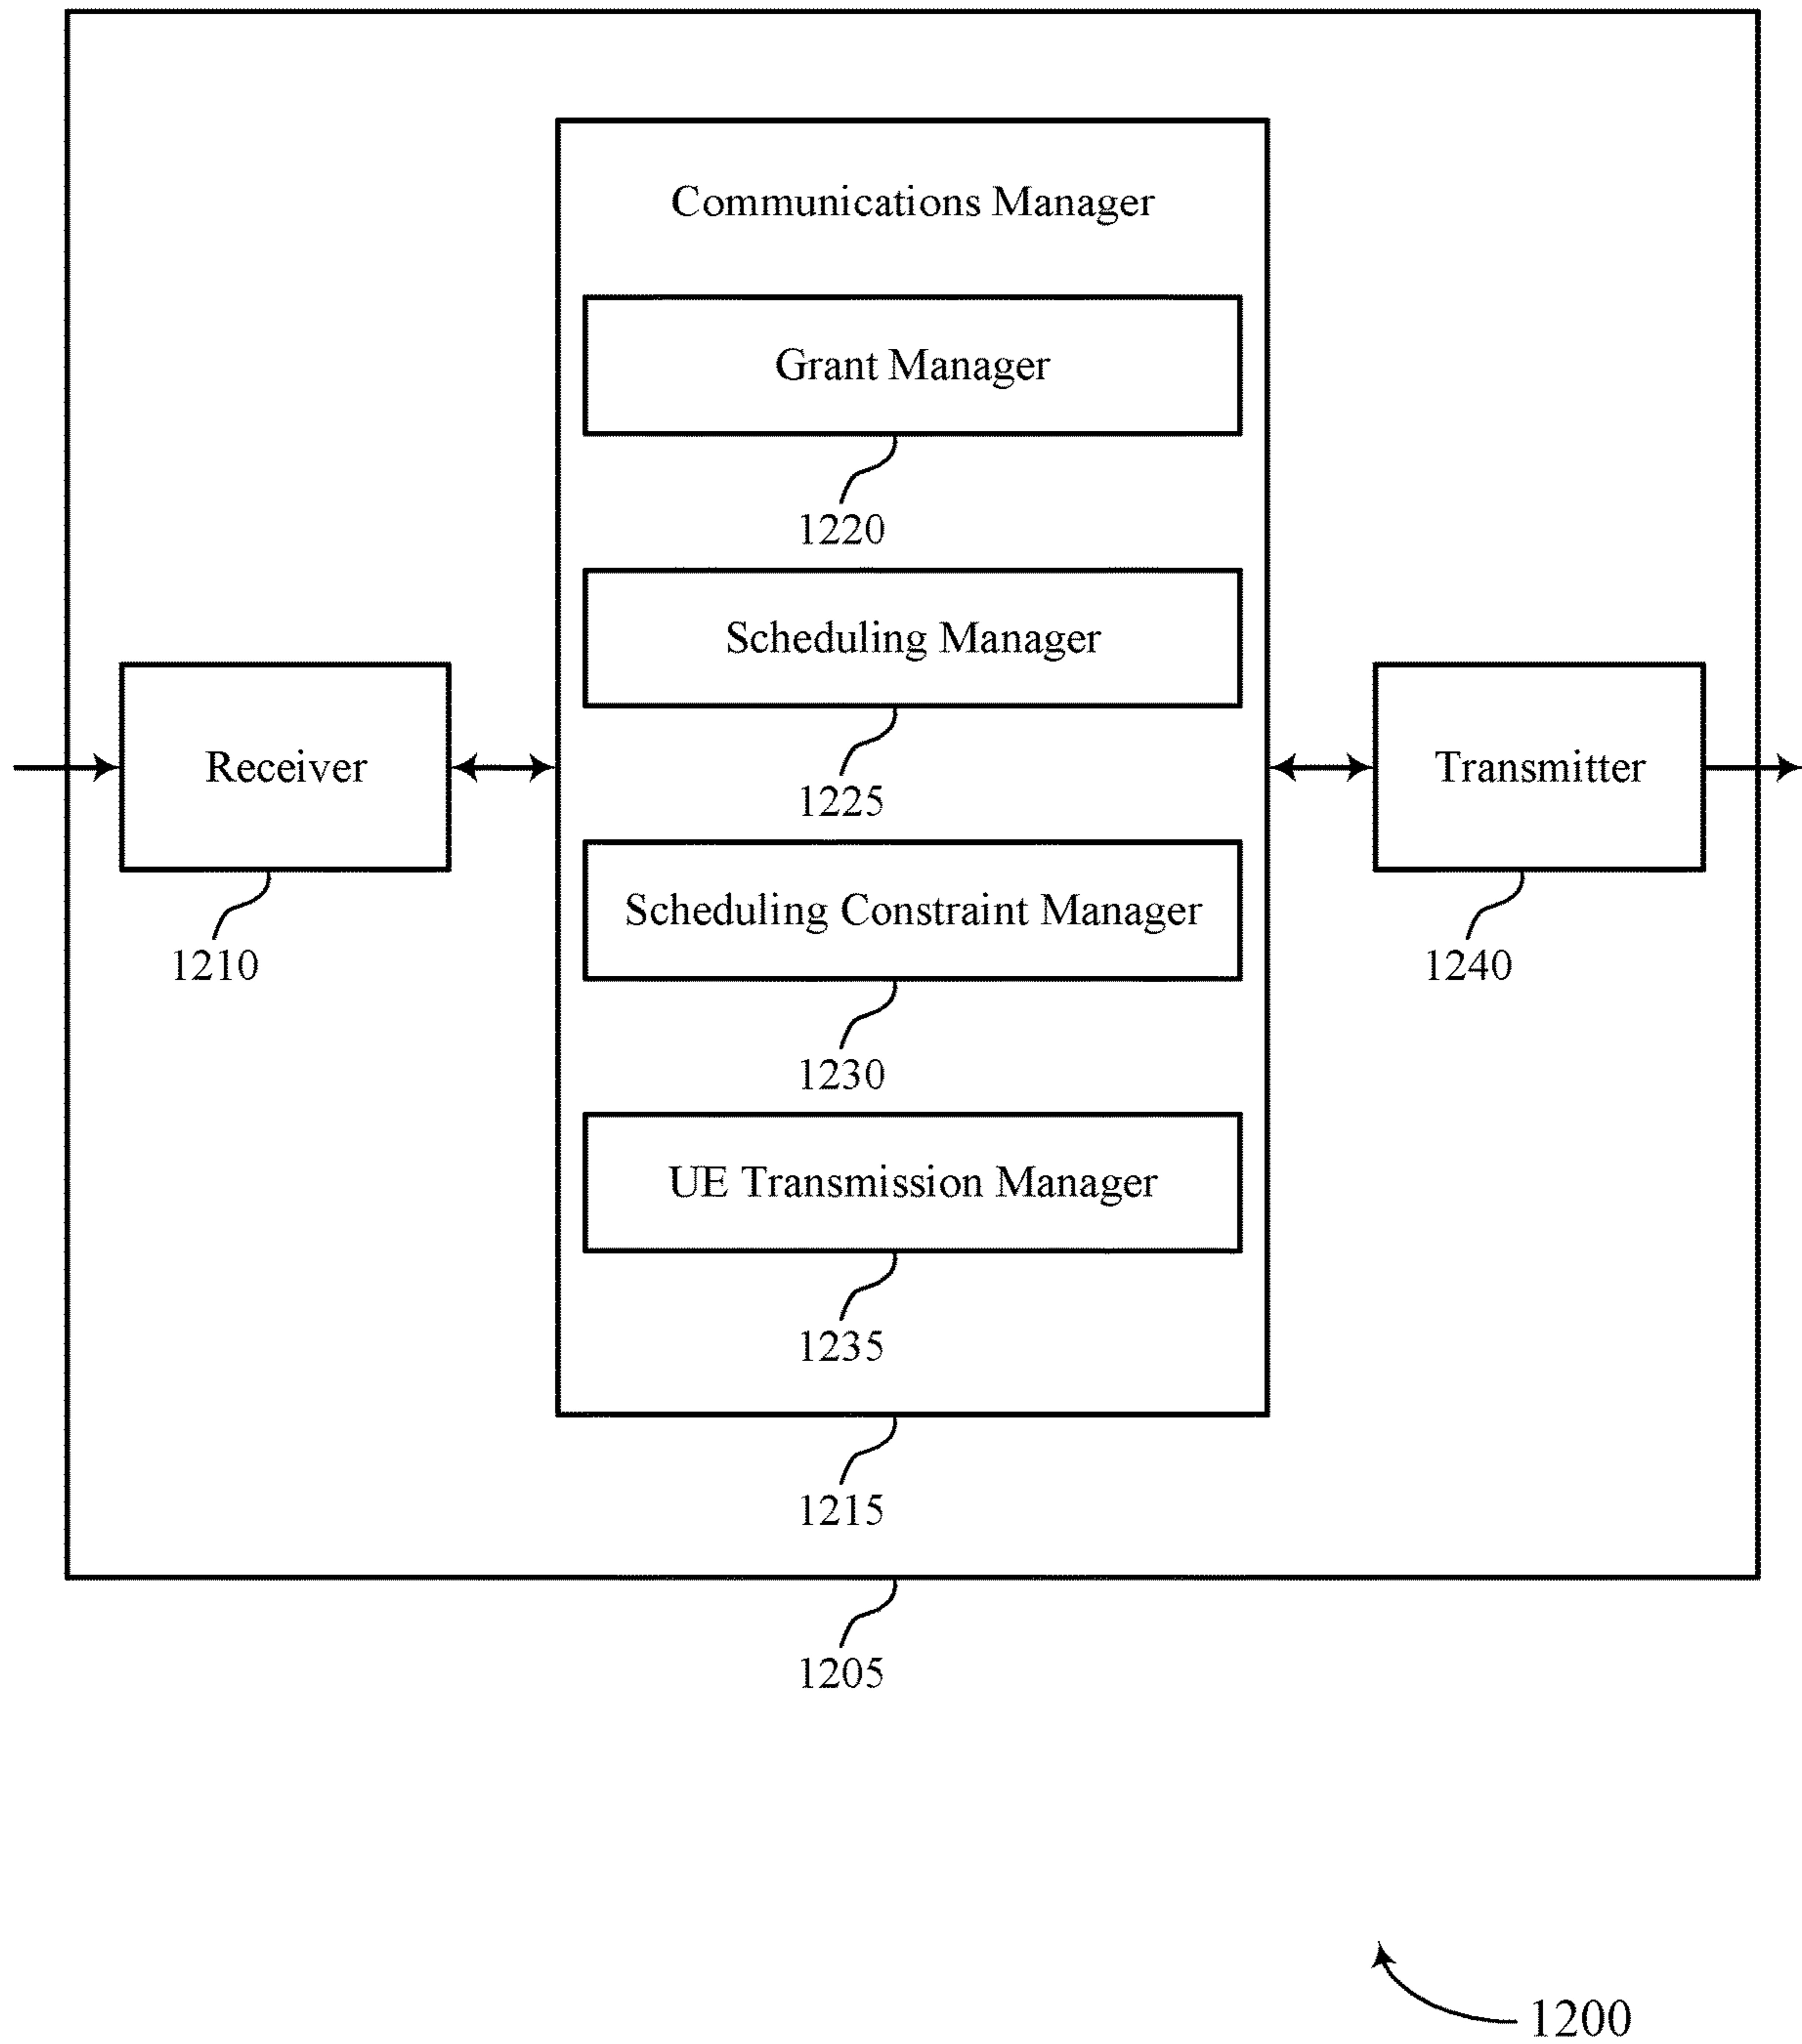 Communications Manager
Grant Manager
1220
Scheduling Manager
1225
Receiver
1210
Scheduling Constraint Manager
1230
UE Transmission Manager
1235
Transmitter
1240
1215
1205
1200